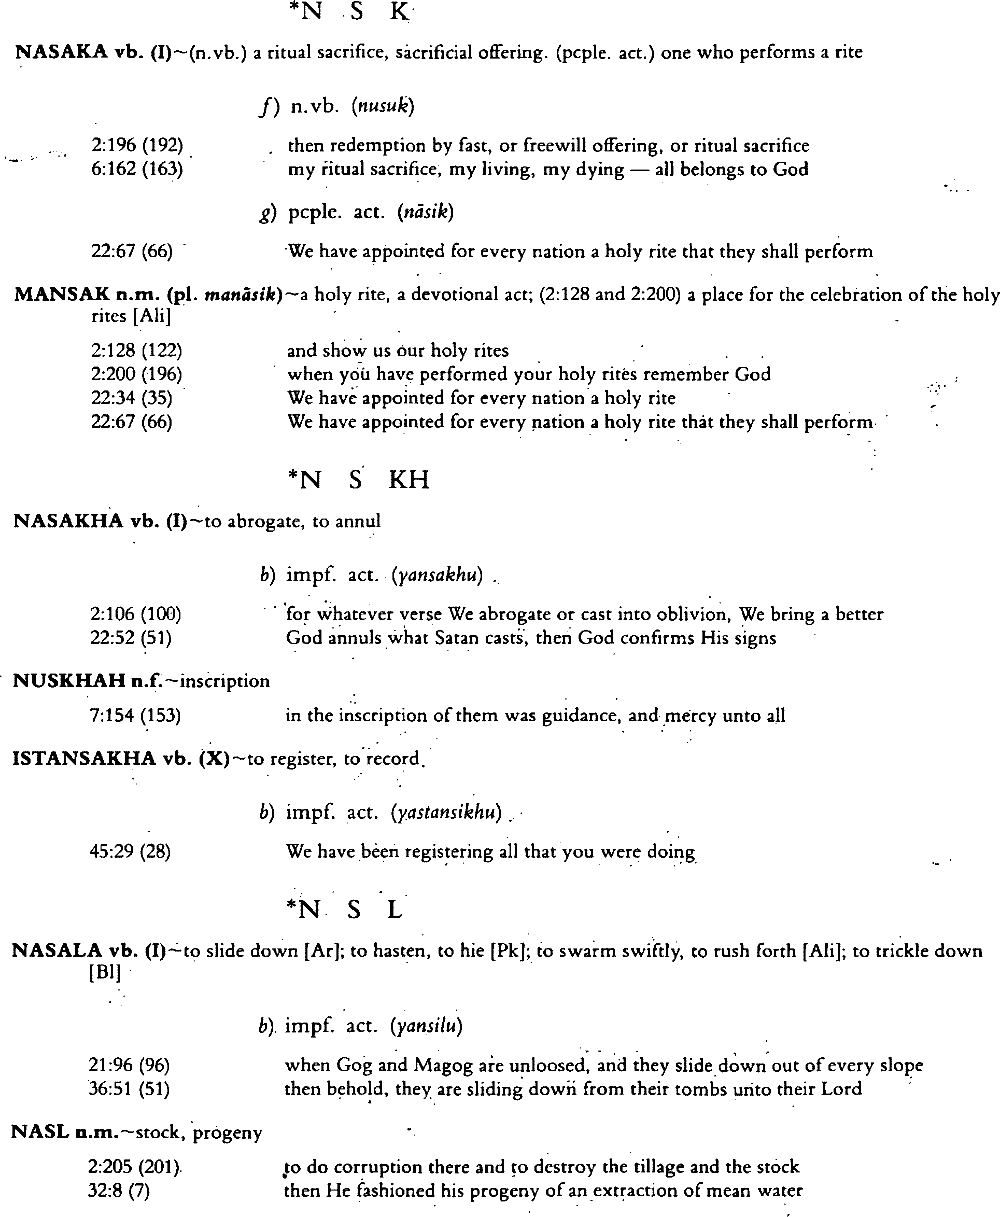 *N S K
NASAKA vb. (I)~(n.vb.) a ritual sacrifice, sacrificial offering. (pcple. act.) one who performs a rite
f) n.vb. (nusuk)
2:196 (192) then redemption by fast, or freewill offering, or ritual sacrifice
6:162 (163) my ritual sacrifice, my living, my dying — all belongs to God
g) pcple. act. (nāsik)
22:67 (66) We have appointed for every nation a holy rite that they shall perform
MANSAK n.m. (pl. manāsik)~a holy rite, a devotional act; (2:128 and 2:200) a place for the celebration of the holy
rites [Ali]
2:128 (122) and show us our holy rites
2:200 (196) when you have performed your holy rites remember God
22:34 (35) We have appointed for every nation a holy rite
22:67 (66) We have appointed for every nation a holy rite that they shall perform
*N S KH
NASAKHA vb. (I)~to abrogate, to annul
b) impf. act. (yansakhu)
2:106 (100) for whatever verse We abrogate or cast into oblivion, We bring a better
22:52 (51) God annuls what Satan casts, then God confirms His signs
NUSKHAH n.f.~inscription
7:154 (153) in the inscription of them was guidance, and mercy unto all
ISTANSAKHA vb. (X)~to register, to record
b) impf. act. (yastansikhu)
45:29 (28) We have been registering all that you were doing
*N S L
NASALA vb. (I)~to slide down [Ar]; to hasten, to hie [Pk]; to swarm swiftly, to rush forth [Ali]; to trickle down
[Bl]
b) impf. act. (yansilu)
21:96 (96) when Gog and Magog are unloosed, and they slide down out of every slope
36:51 (51) then behold, they are sliding down from their tombs unto their Lord
NASL n.m.~stock, progeny
2:205 (201) to do corruption there and to destroy the tillage and the stock
32:8 (7) then He fashioned his progeny of an extraction of mean water